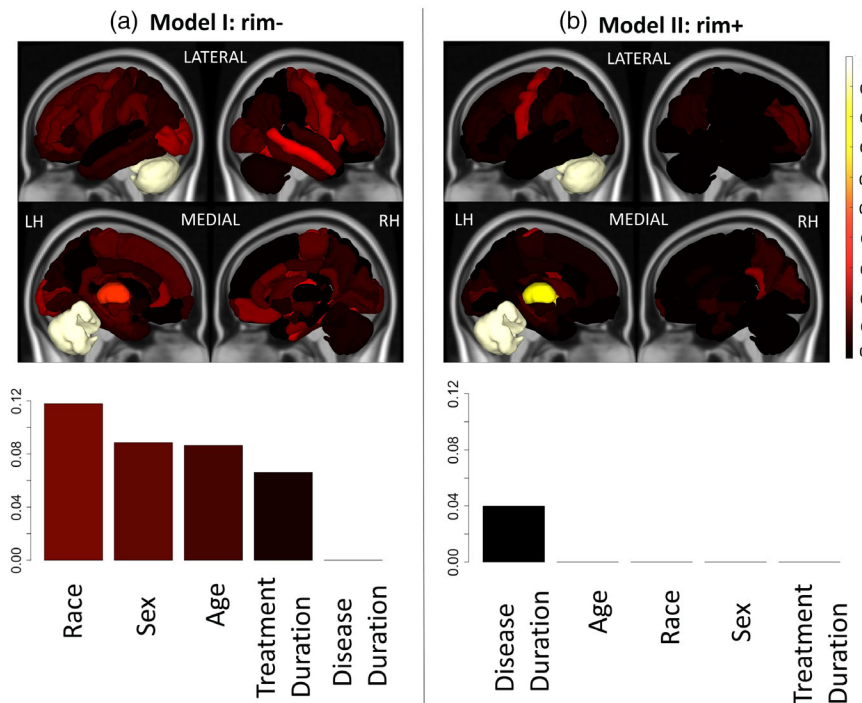 (a) Model I: rim-
LATERAL
LH
MEDIAL
RH
0.12
0.08
0.04
0.00
Race
Sex
Age
Treatment
Duration
Disease
Duration
(b) Model II: rim+
LATERAL
LH
MEDIAL
RH
0.12
0.08
0.04
0.00
Disease
Duration
Age
Race
Sex
Treatment
Duration